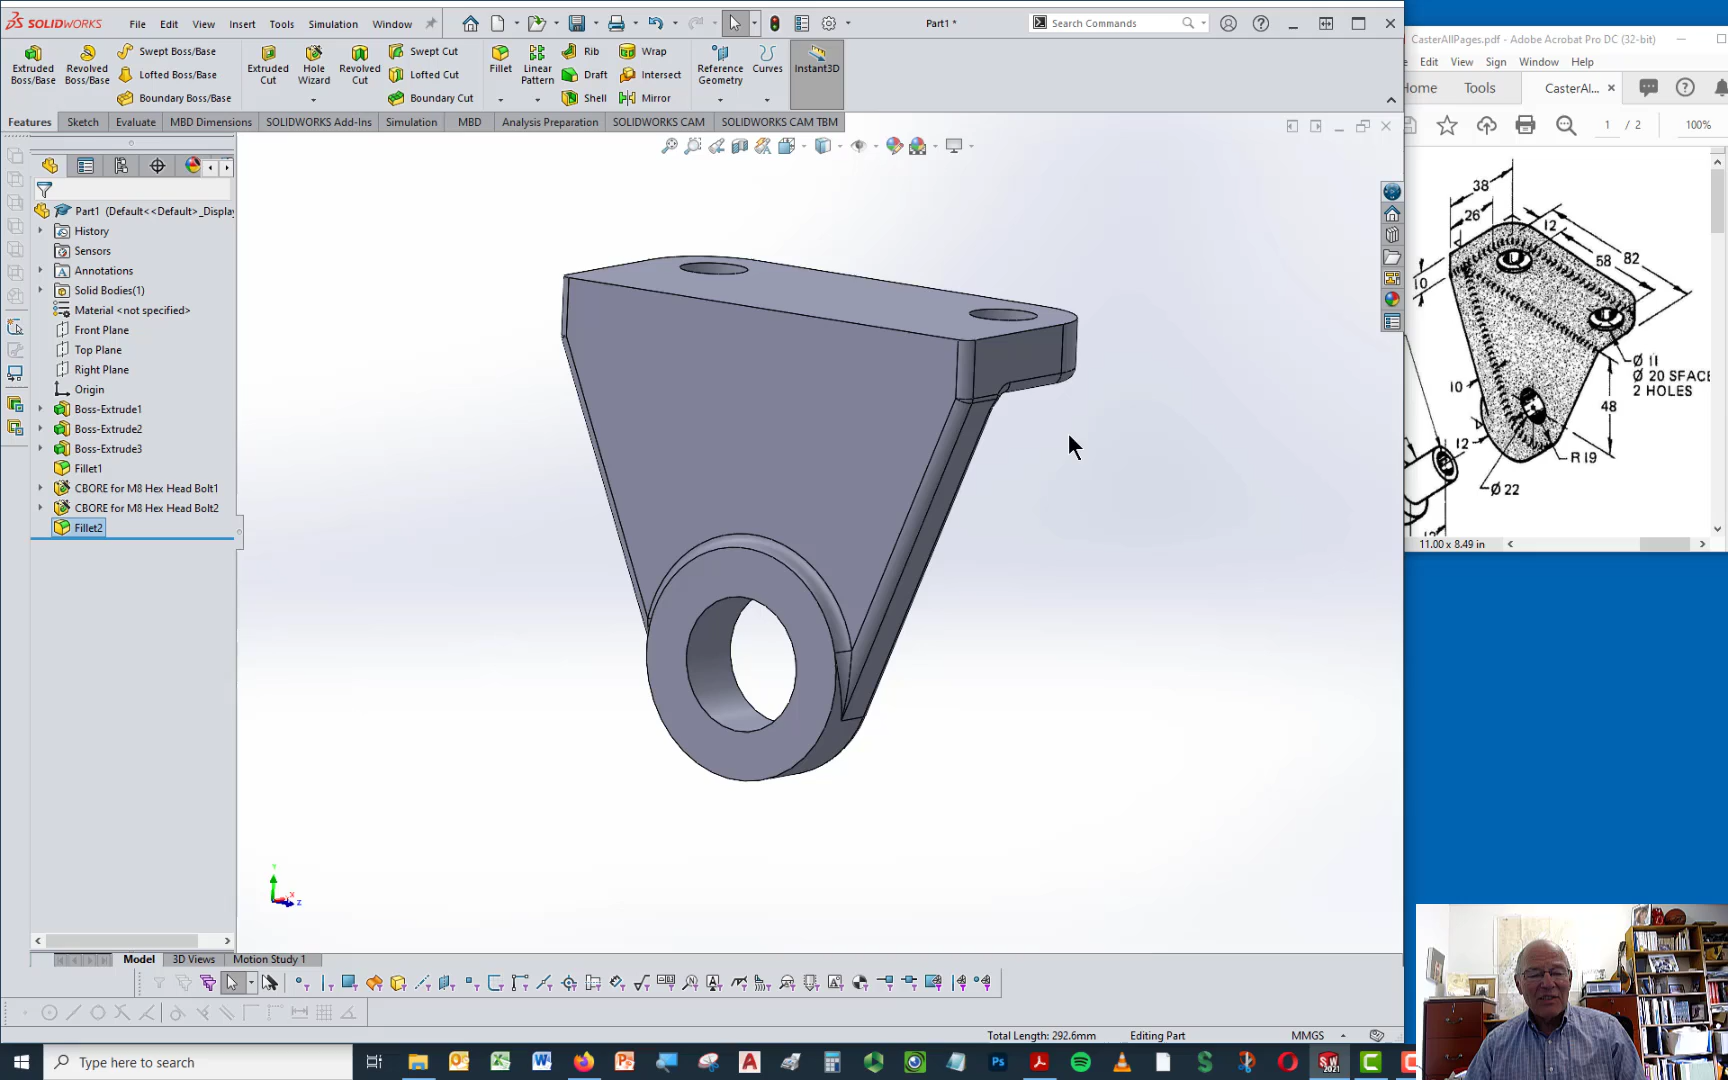 SOLIDWORKS
File
Edit
View
Insert
Tools
Simulation
Window
Part1 *
Search Commands
Extruded
Boss/Base
Revolved
Boss/Base
Swept Boss/Base
Lofted Boss/Base
Boundary Boss/Base
Extruded
Cut
Hole
Wizard
Revolved
Cut
Swept Cut
Lofted Cut
Boundary Cut
Fillet
Linear
Pattern
Rib
Draft
Shell
Wrap
Intersect
Mirror
Reference
Geometry
Curves
Instant3D
Features
Sketch
Evaluate
MBD Dimensions
SOLIDWORKS Add-Ins
Simulation
MBD
Analysis Preparation
SOLIDWORKS CAM
SOLIDWORKS CAM TBM
Part1 (Default<<Default>_Display
History
Sensors
Annotations
Solid Bodies(1)
Material <not specified>
Front Plane
Top Plane
Right Plane
Origin
Boss-Extrude1
Boss-Extrude2
Boss-Extrude3
Fillet1
CBORE for M8 Hex Head Bolt1
CBORE for M8 Hex Head Bolt2
Fillet2
Y
X
Z
Model
3D Views
Motion Study 1
Total Length: 292.6mm
Editing Part
MMGS
CasterAllPages.pdf - Adobe Acrobat Pro DC (32-bit)
Edit
View
Sign
Window
Help
Home
Tools
CasterAl...
1 / 2
100%
38
26
12
82
58
10
Ø 11
Ø 20 SFACE
2 HOLES
10
48
12
R 19
Ø 22
11.00 x 8.49 in
Type here to search
SW
2021